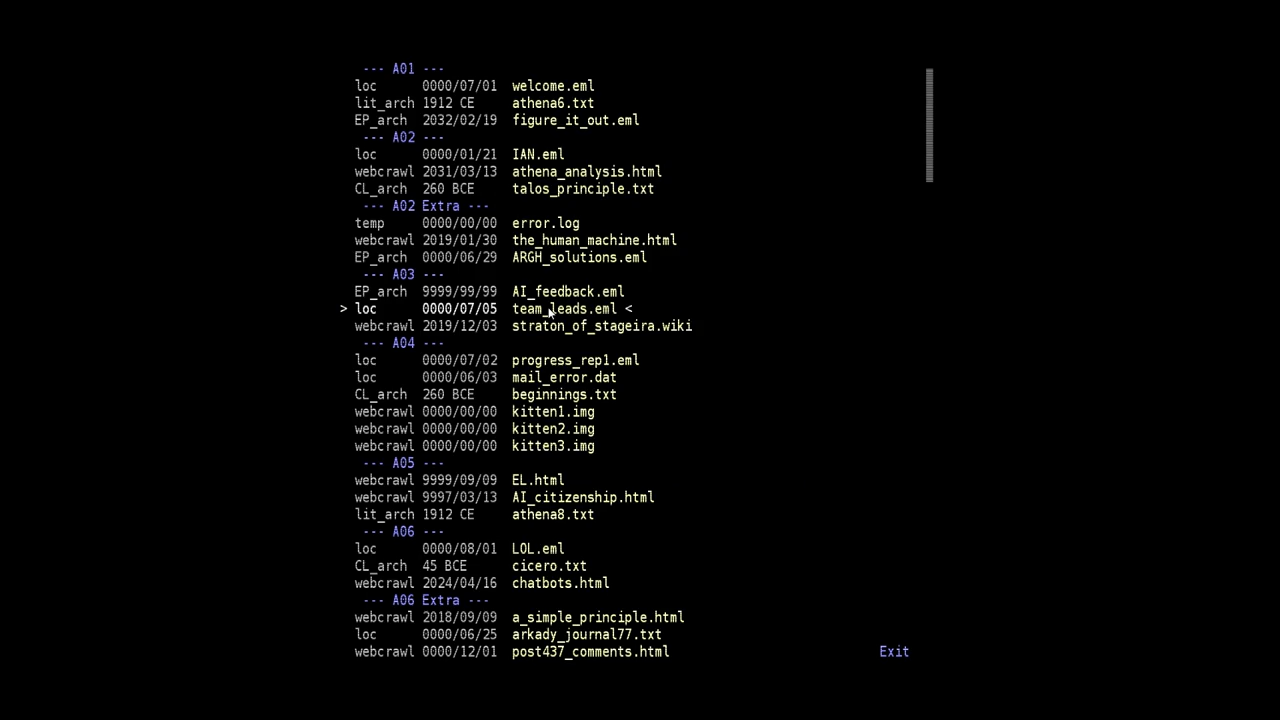 --- A01 ---
loc 0000/07/01 welcome.eml
lit_arch 1912 CE athena6.txt
EP_arch 2032/02/19 figure_it_out.eml
--- A02 ---
loc 0000/01/21 IAN.eml
webcrawl 2031/03/13 athena_analysis.html
CL_arch 260 BCE talos_principle.txt
--- A02 Extra ---
temp 0000/00/00 error.log
webcrawl 2019/01/30 the_human_machine.html
EP_arch 0000/06/29 ARGH_solutions.eml
--- A03 ---
EP_arch 9999/99/99 AI_feedback.eml
> loc 0000/07/05 team_leads.eml <
webcrawl 2019/12/03 straton_of_stageira.wiki
--- A04 ---
loc 0000/07/02 progress_rep1.eml
loc 0000/06/03 mail_error.dat
CL_arch 260 BCE beginnings.txt
webcrawl 0000/00/00 kitten1.img
webcrawl 0000/00/00 kitten2.img
webcrawl 0000/00/00 kitten3.img
--- A05 ---
webcrawl 9999/09/09 EL.html
webcrawl 9997/03/13 AI_citizenship.html
lit_arch 1912 CE athena8.txt
--- A06 ---
loc 0000/08/01 LOL.eml
CL_arch 45 BCE cicero.txt
webcrawl 2024/04/16 chatbots.html
--- A06 Extra ---
webcrawl 2018/09/09 a_simple_principle.html
loc 0000/06/25 arkady_journal77.txt
webcrawl 0000/12/01 post437_comments.html
Exit